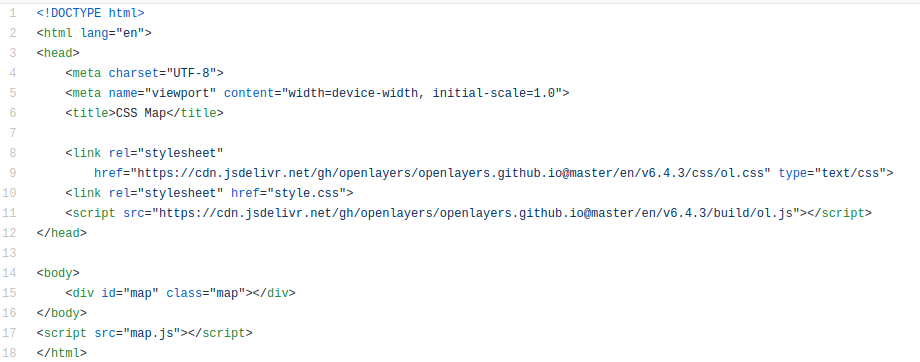 1 <!DOCTYPE html>
2 <html lang="en">
3 <head>
4     <meta charset="UTF-8">
5     <meta name="viewport" content="width=device-width, initial-scale=1.0">
6     <title>CSS Map</title>
7
8     <link rel="stylesheet"
9         href="https://cdn.jsdelivr.net/gh/openlayers/openlayers.github.io@master/en/v6.4.3/css/ol.css" type="text/css">
10     <link rel="stylesheet" href="style.css">
11     <script src="https://cdn.jsdelivr.net/gh/openlayers/openlayers.github.io@master/en/v6.4.3/build/ol.js"></script>
12 </head>
13
14 <body>
15     <div id="map" class="map"></div>
16 </body>
17 <script src="map.js"></script>
18 </html>